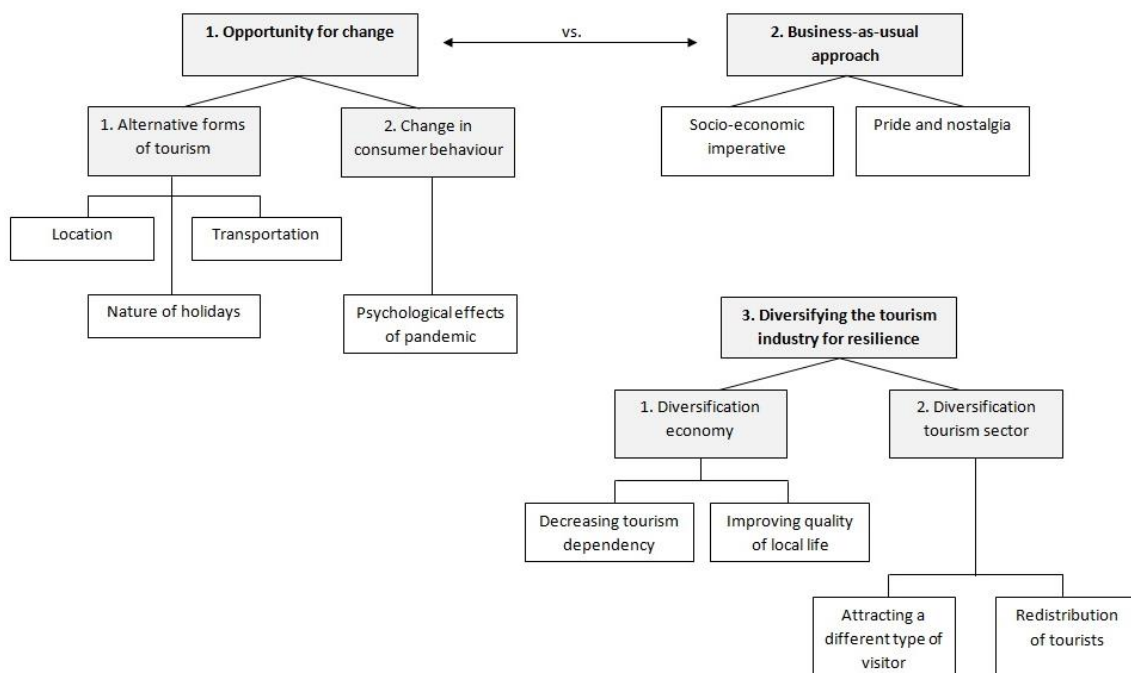 1. Opportunity for change
vs.
2. Business-as-usual
approach
1. Alternative forms
of tourism
2. Change in
consumer behaviour
Socio-economic
imperative
Pride and nostalgia
Location
Transportation
Nature of holidays
Psychological effects
of pandemic
3. Diversifying the tourism
industry for resilience
1. Diversification
economy
2. Diversification
tourism sector
Decreasing tourism
dependency
Improving quality
of local life
Attracting a
different type of
visitor
Redistribution
of tourists